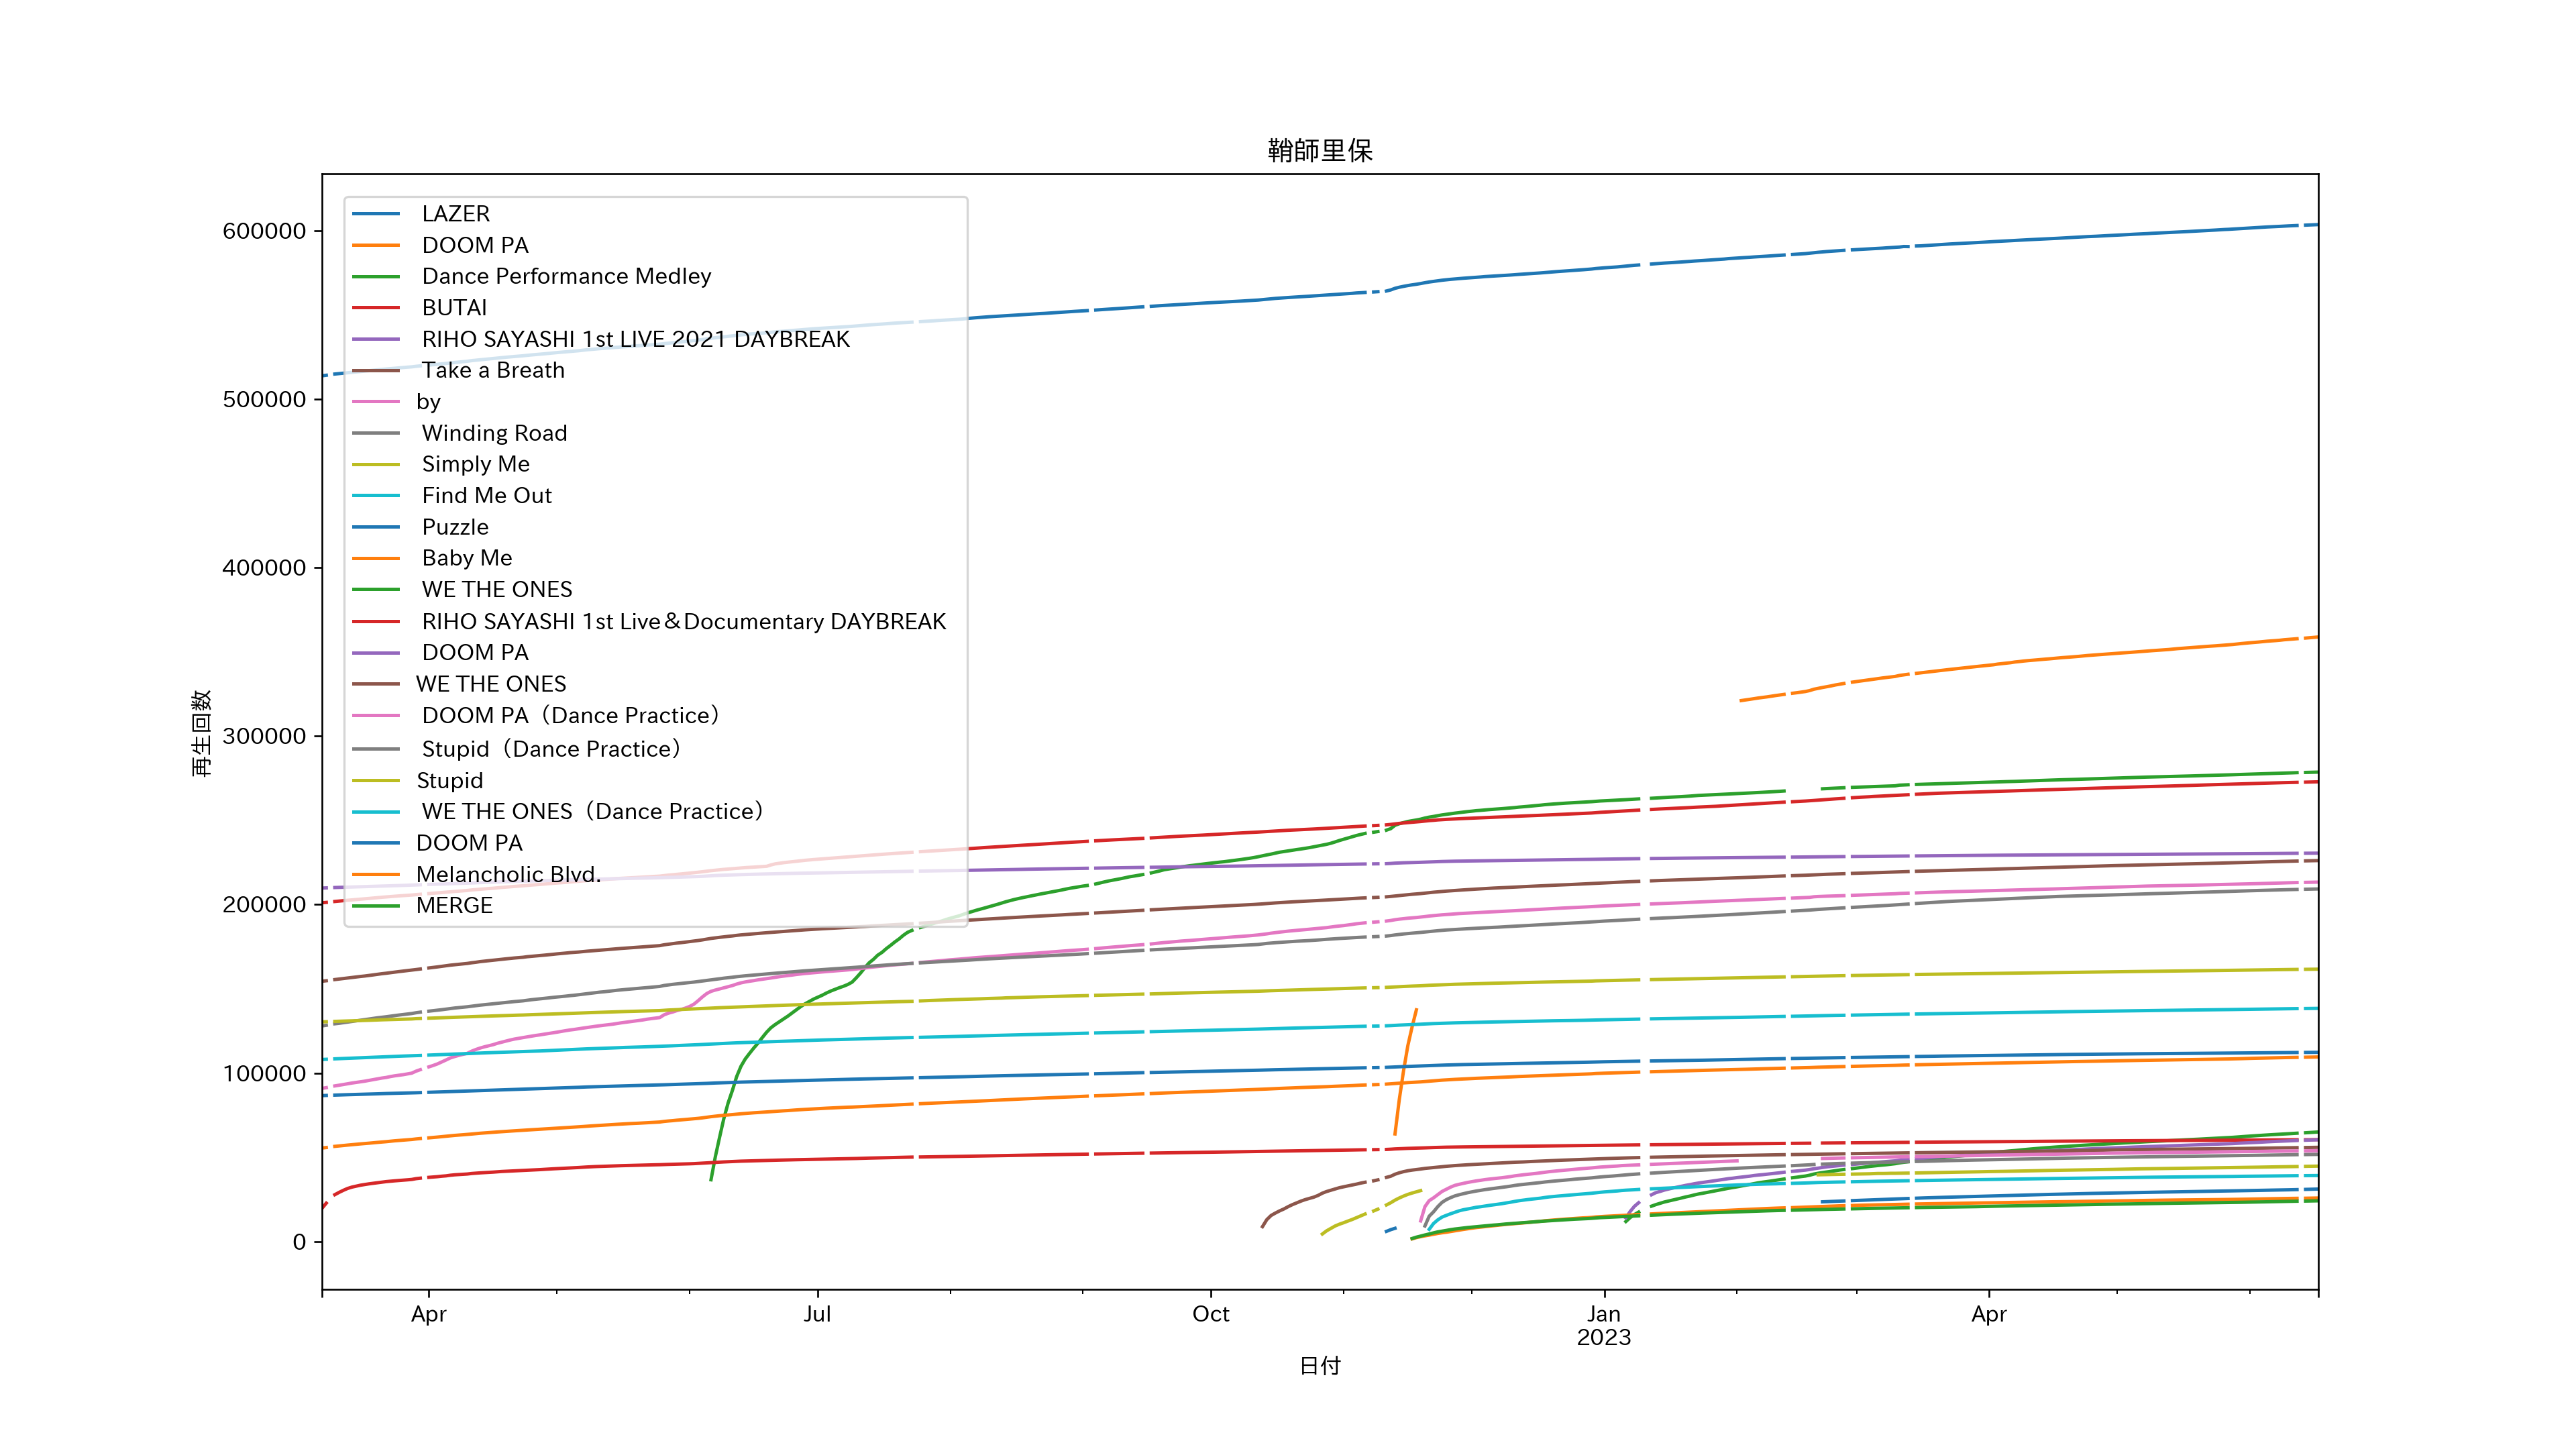 鞘師里保
600000
500000
400000
300000
200000
100000
0
再生回数
LAZER
DOOM PA
Dance Performance Medley
BUTAI
RIHO SAYASHI 1st LIVE 2021 DAYBREAK
Take a Breath
by
Winding Road
Simply Me
Find Me Out
Puzzle
Baby Me
WE THE ONES
RIHO SAYASHI 1st Live&Documentary DAYBREAK
DOOM PA
WE THE ONES
DOOM PA（Dance Practice）
Stupid（Dance Practice）
Stupid
WE THE ONES（Dance Practice）
DOOM PA
Melancholic Blvd.
MERGE
Apr Jul Oct Jan Apr
2023
日付